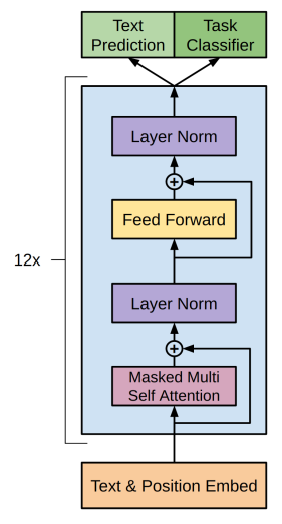 Text
Prediction
Task
Classifier
Layer Norm
Feed Forward
12x
Layer Norm
Masked Multi
Self Attention
Text & Position Embed